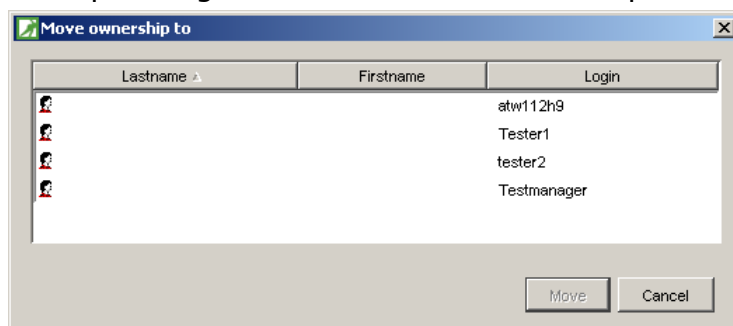 Move ownership to
Lastname Firstname Login
atw112h9
Tester1
tester2
Testmanager
Move Cancel